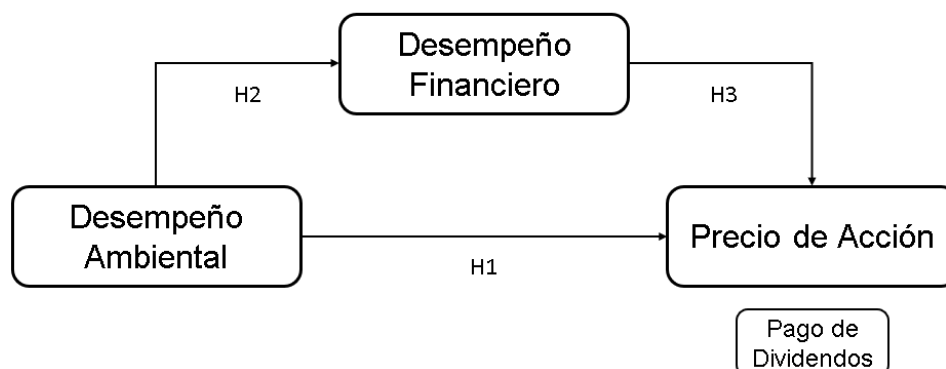 Desempeño
Financiero
H2
H3
Desempeño
Ambiental
Precio de Acción
H1
Pago de
Dividendos